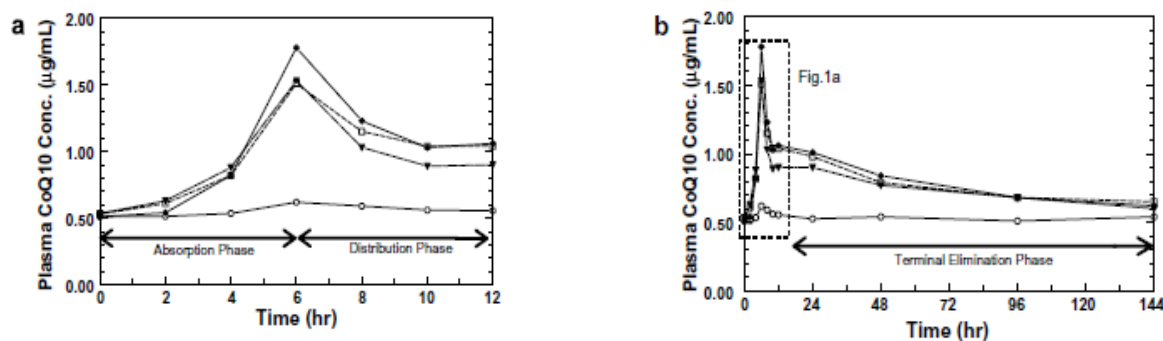 a
Plasma CoQ10 Conc. (μg/mL)
2.00
1.50
1.00
0.50
0.00
Absorption Phase
Distribution Phase
0 2 4 6 8 10 12
Time (hr)
b
Plasma CoQ10 Conc. (μg/mL)
2.00
1.50
1.00
0.50
0.00
Fig.1a
Terminal Elimination Phase
0 24 48 72 96 120 144
Time (hr)